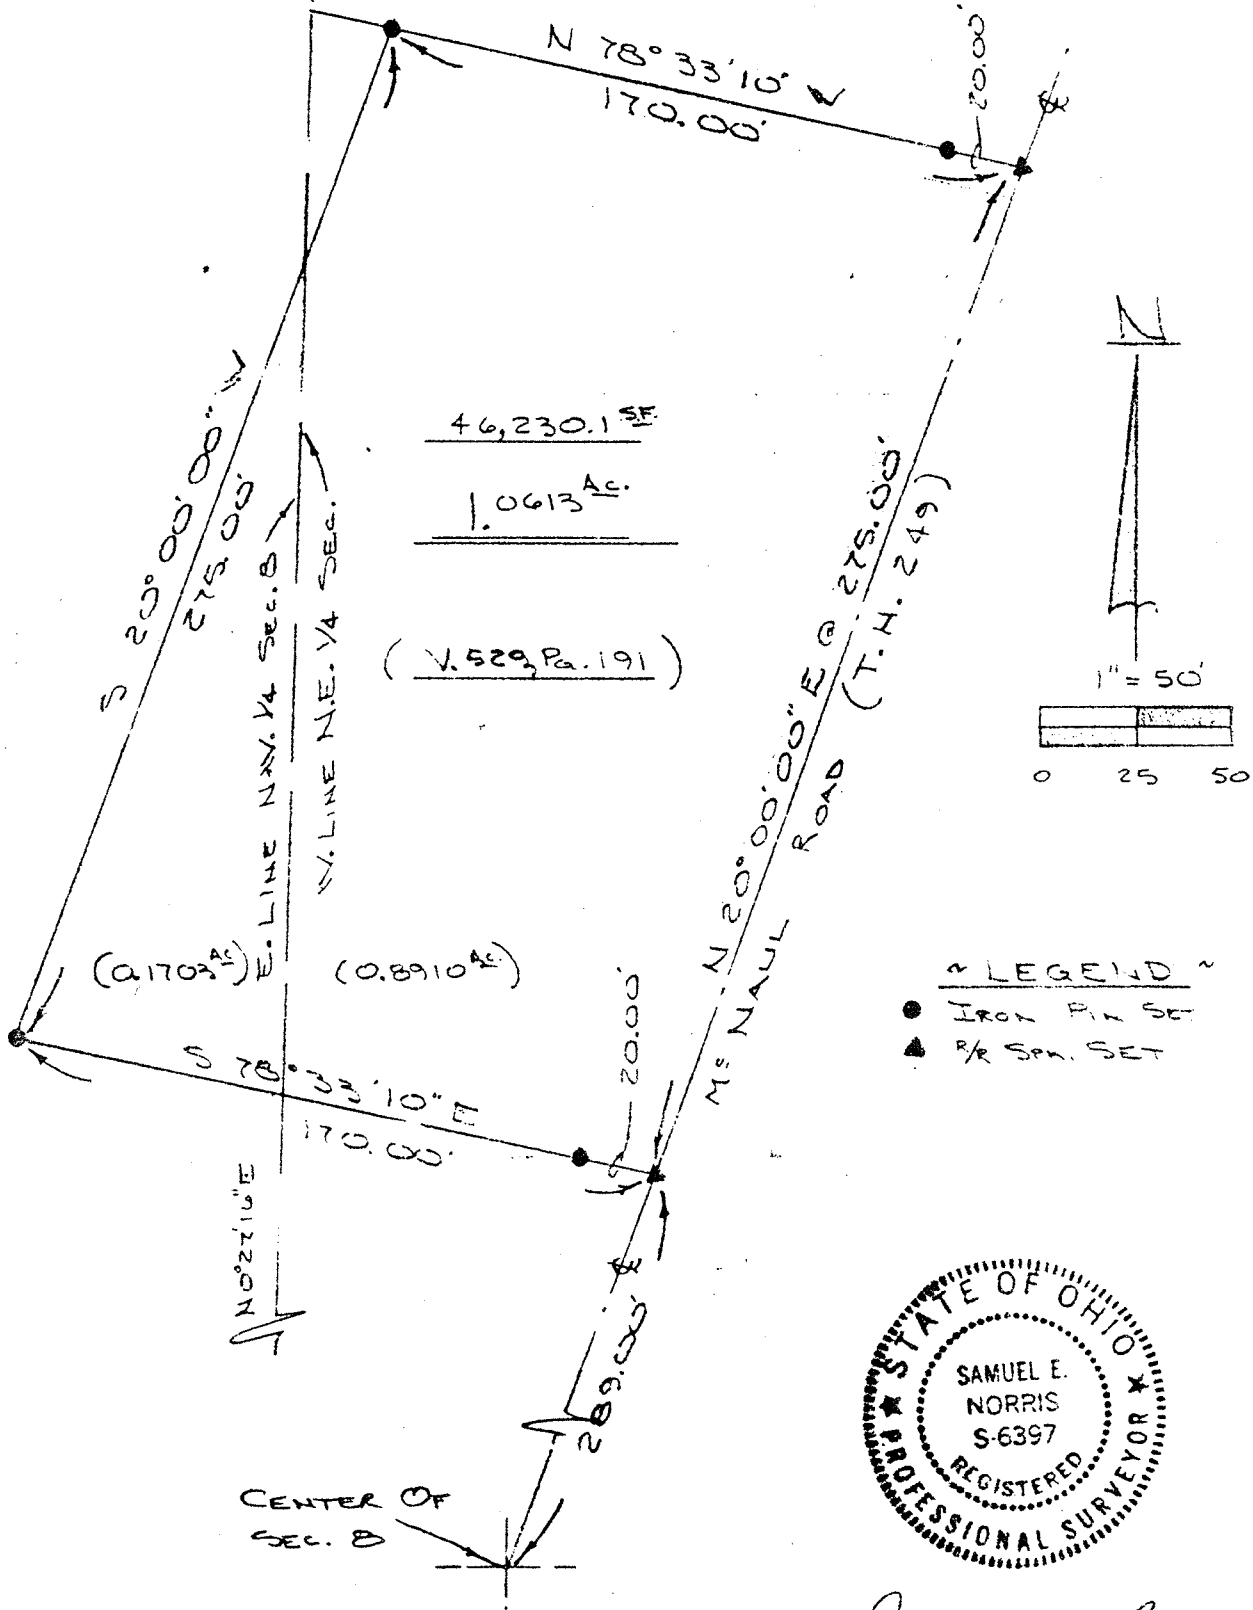 N 78° 33' 10" W
170.00'
20.00'
℄
N
1" = 50'
0 25 50
46,230.1 S.F.
1.0613 Ac.
(V. 529, Pg. 191)
S 20° 00' 00" W
275.00'
E. LINE N.W. 1/4 SEC. 8
W. LINE N.E. 1/4 SEC.
N 20° 00' 00" E @ 275.00'
Mc NAUL ROAD (T.H. 249)
(0.1703 Ac.)
(0.8910 Ac.)
~ LEGEND ~
IRON PIN SET
R/R SPK. SET
S 78° 33' 10" E
170.00'
20.00'
N 0° 27' 16" E
℄
289.00'
CENTER OF
SEC. 8
STATE OF OHIO
SAMUEL E.
NORRIS
S-6397
REGISTERED
PROFESSIONAL SURVEYOR